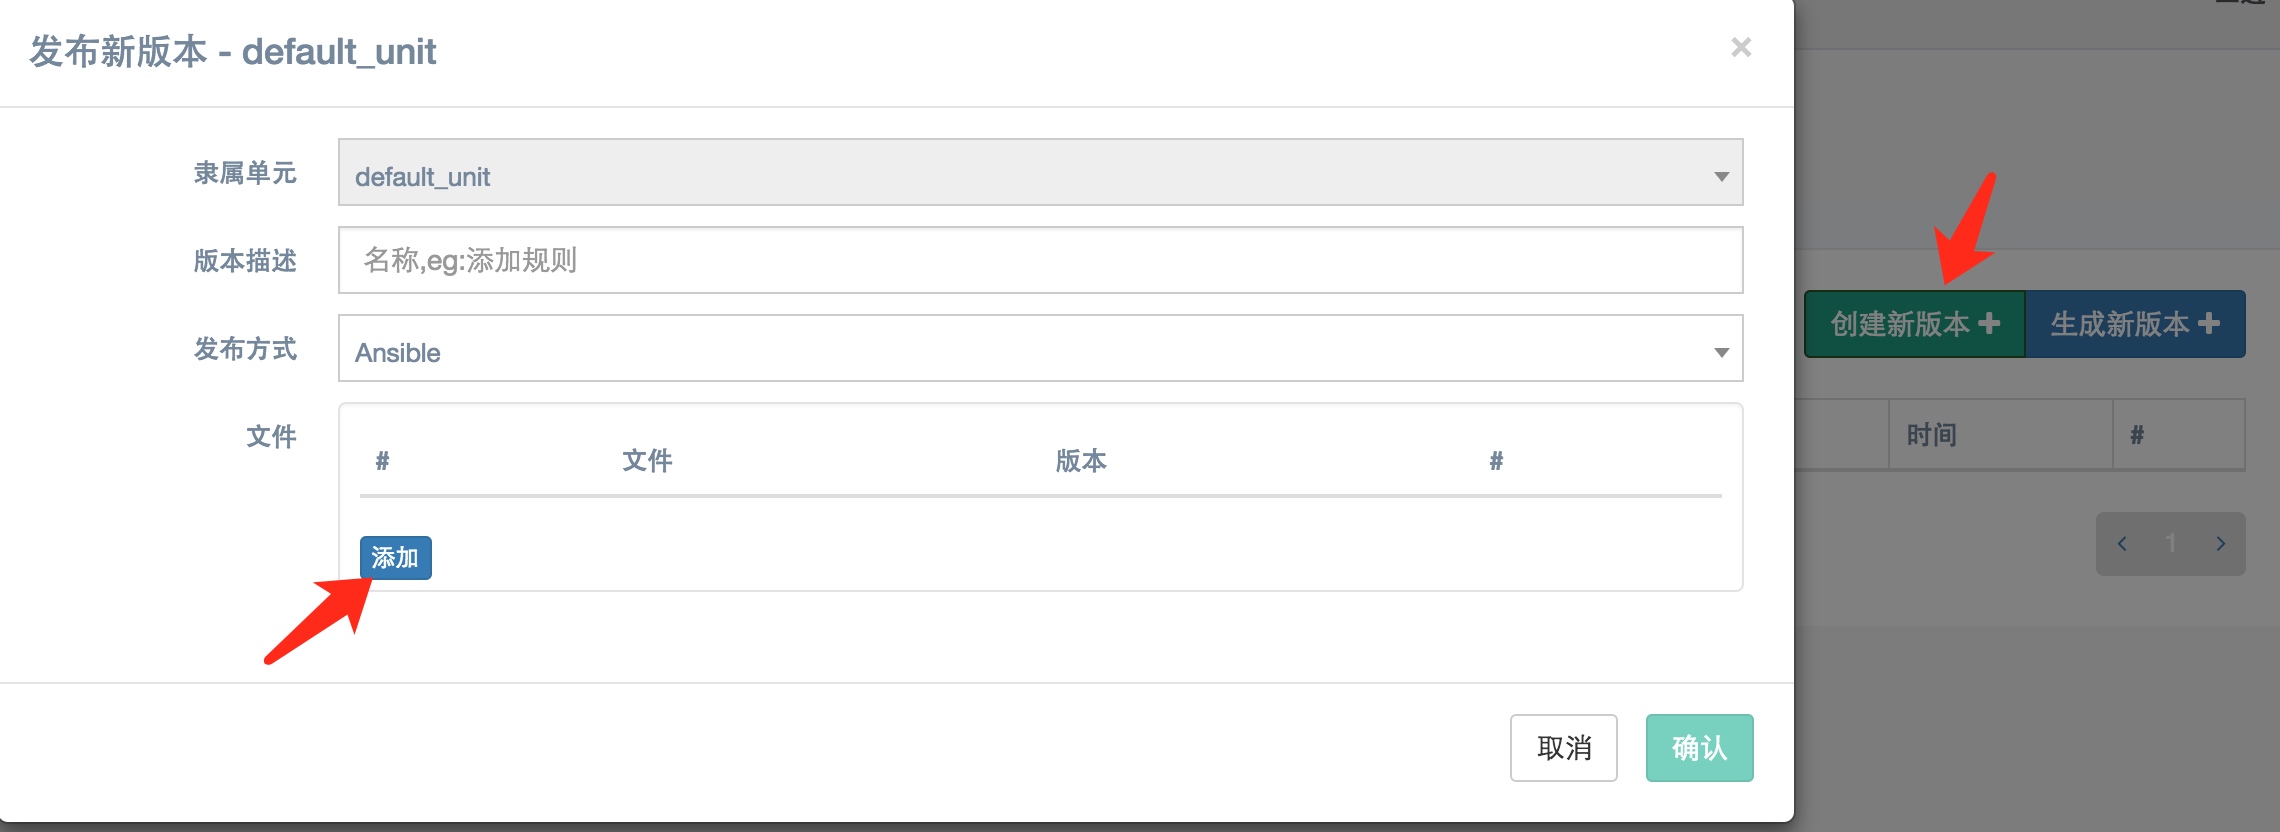 发布新版本 - default_unit
×
隶属单元
default_unit
版本描述
名称,eg:添加规则
发布方式
Ansible
文件
# 文件 版本 #
添加
取消 确认
创建新版本 生成新版本
时间 #
1